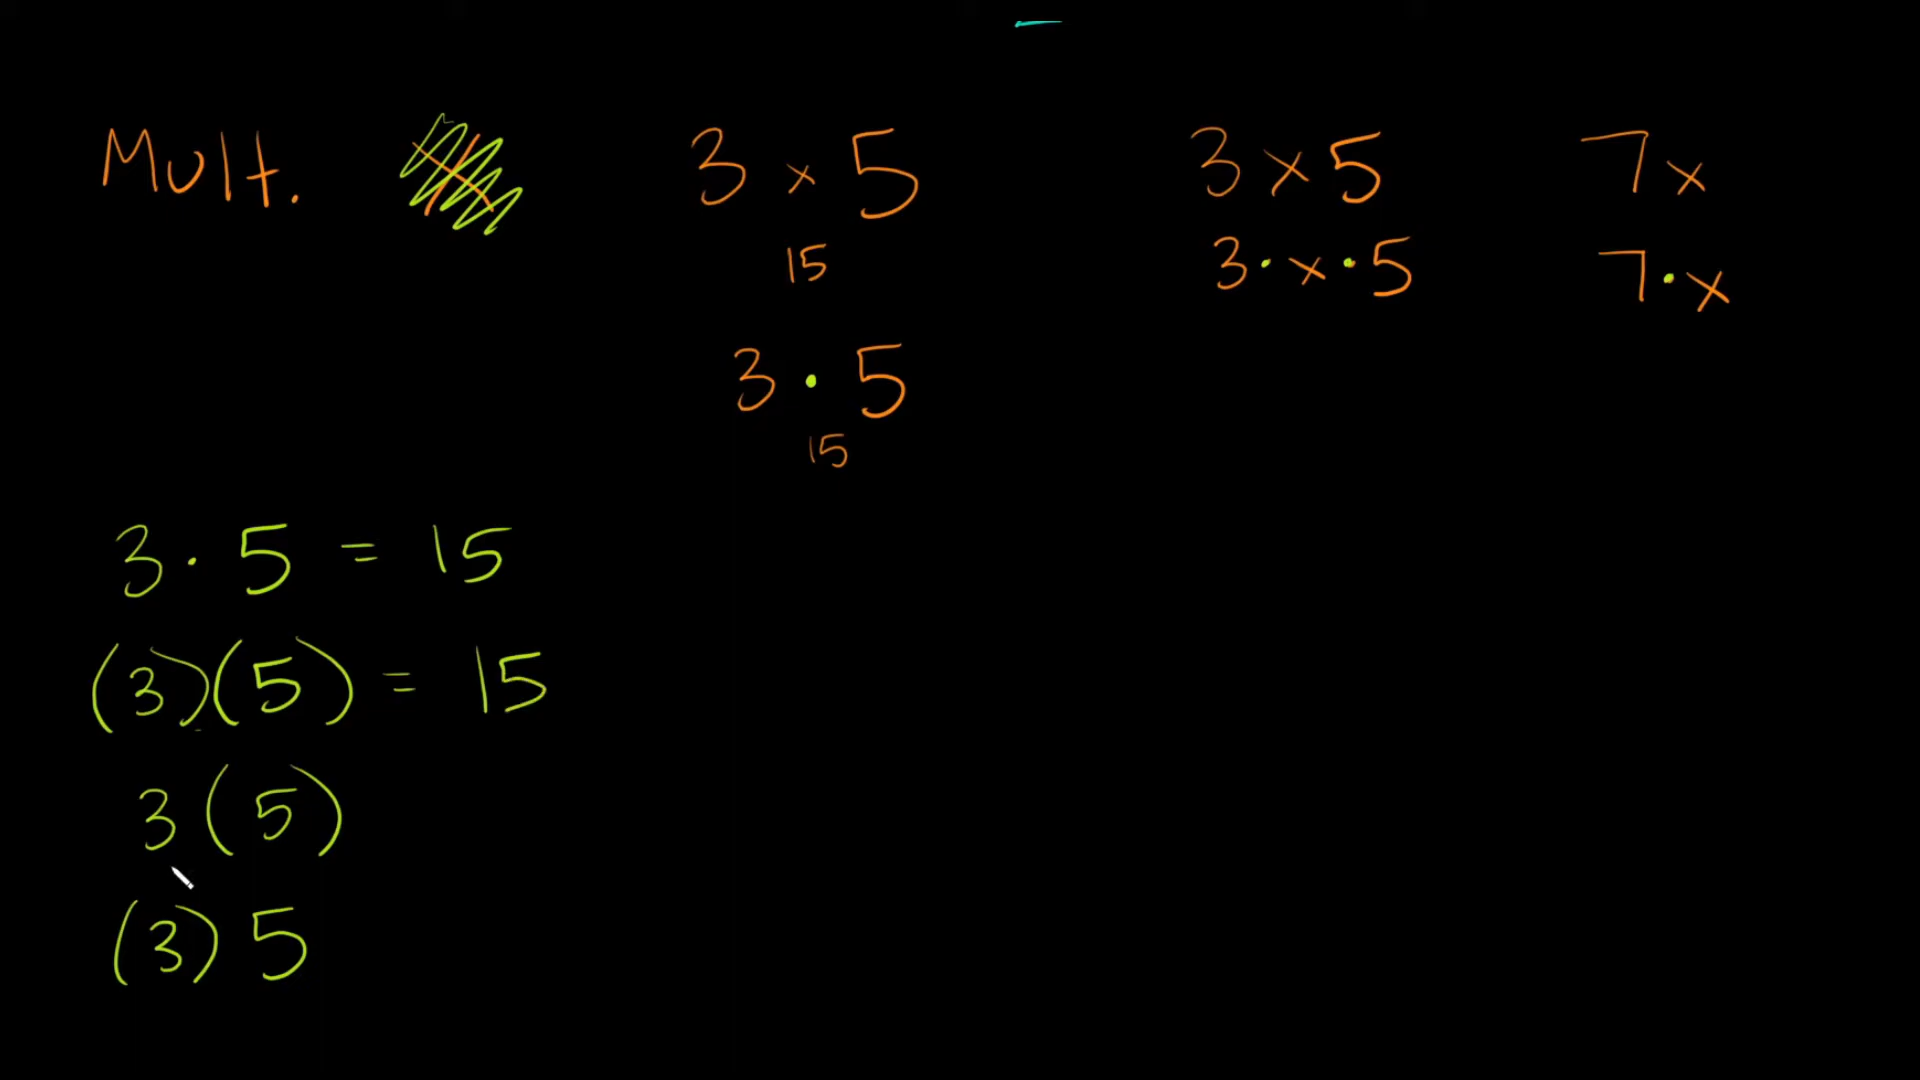 Mult.
3 × 5
15
3 · 5
15
3 x 5
3 · x · 5
7x
7 · x
3 · 5 = 15
(3)(5) = 15
3(5)
(3)5